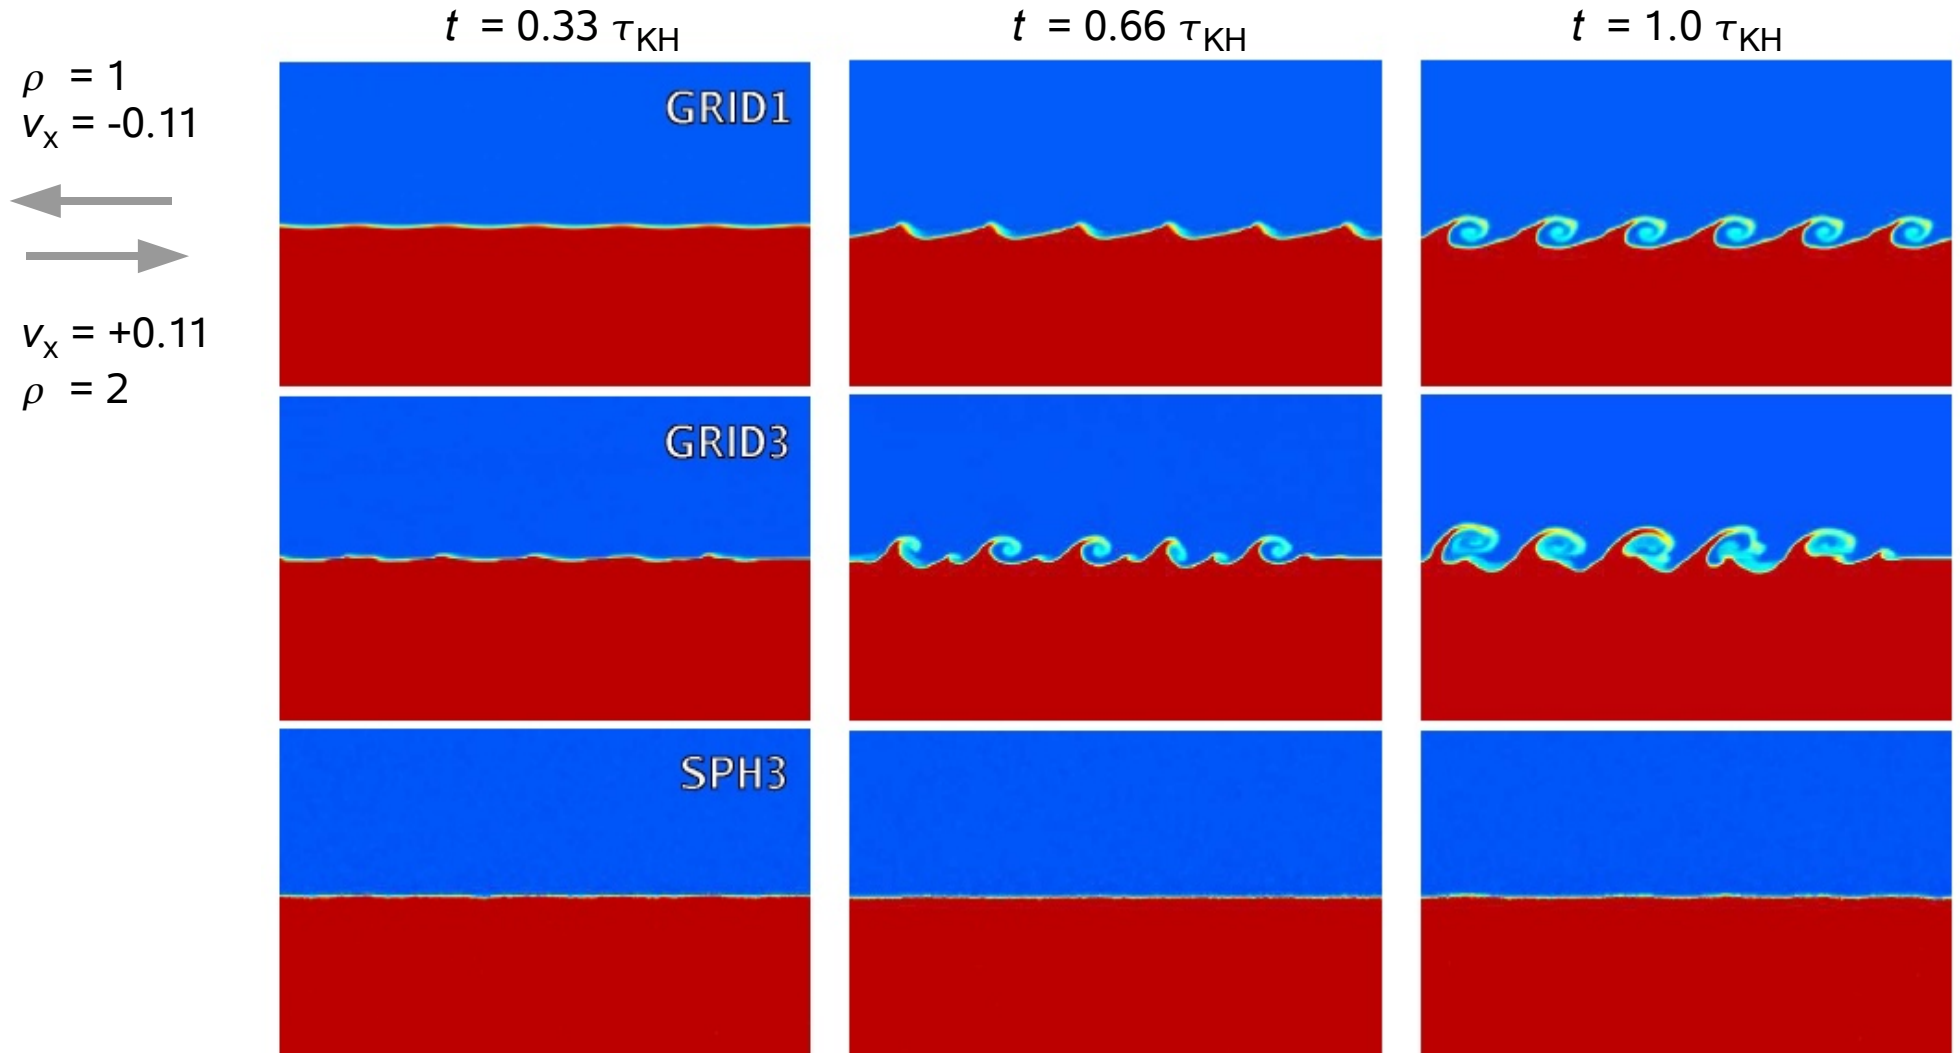 t = 0.33 τKH
t = 0.66 τKH
t = 1.0 τKH
ρ = 1
vx = -0.11
vx = +0.11
ρ = 2
GRID1
GRID3
SPH3